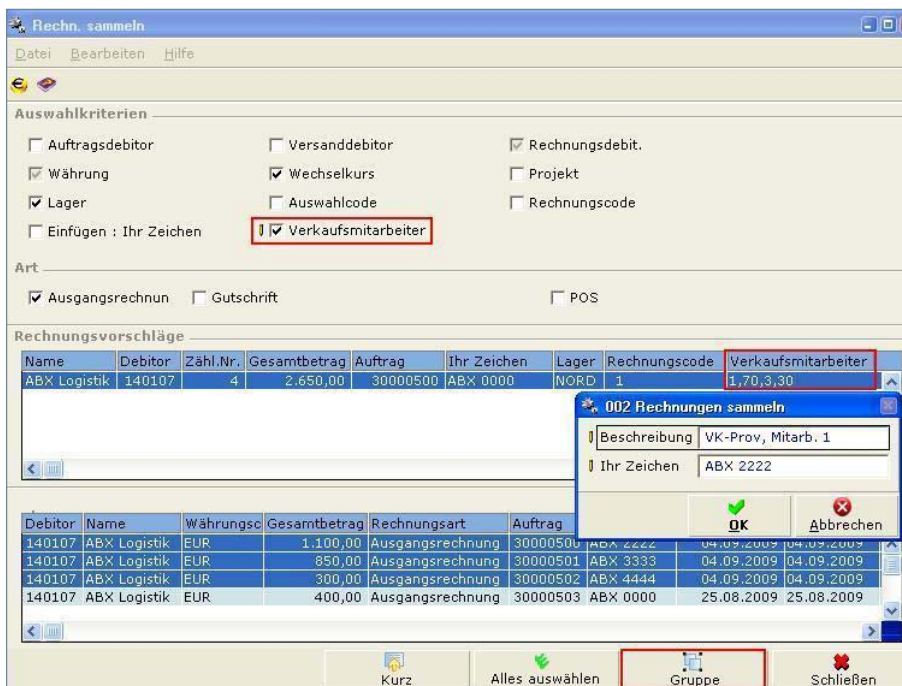 Rechn. sammeln
Datei Bearbeiten Hilfe
Auswahlkriterien
Auftragsdebitor Versanddebitor Rechnungsdebit.
Währung Wechselkurs Projekt
Lager Auswahlcode Rechnungscode
Einfügen : Ihr Zeichen Verkaufsmitarbeiter
Art
Ausgangsrechnun Gutschrift POS
Rechnungsvorschläge
Name Debitor Zähl.Nr. Gesamtbetrag Auftrag Ihr Zeichen Lager Rechnungscode Verkaufsmitarbeiter
ABX Logistik 140107 4 2.650,00 30000500 ABX 0000 NORD 1 1,70,3,30
002 Rechnungen sammeln
Beschreibung VK-Prov, Mitarb. 1
Ihr Zeichen ABX 2222
OK Abbrechen
Debitor Name Währungsc Gesamtbetrag Rechnungsart Auftrag
140107 ABX Logistik EUR 1.100,00 Ausgangsrechnung 30000500 ABX 2222 04.09.2009 04.09.2009
140107 ABX Logistik EUR 850,00 Ausgangsrechnung 30000501 ABX 3333 04.09.2009 04.09.2009
140107 ABX Logistik EUR 300,00 Ausgangsrechnung 30000502 ABX 4444 04.09.2009 04.09.2009
140107 ABX Logistik EUR 400,00 Ausgangsrechnung 30000503 ABX 0000 25.08.2009 25.08.2009
Kurz Alles auswählen Gruppe Schließen